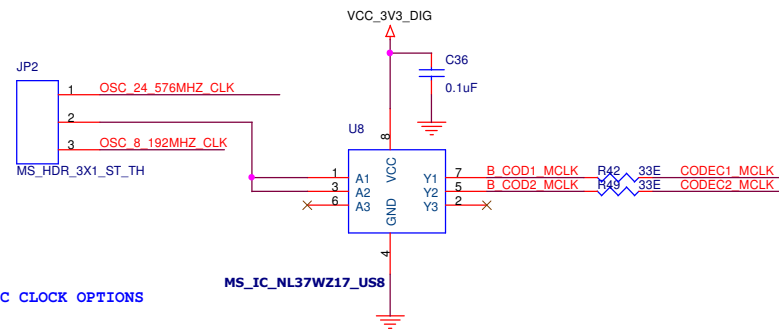 VCC_3V3_DIG
JP2
C36
0.1uF
1 OSC_24_576MHZ_CLK
2
3 OSC_8_192MHZ_CLK
MS_HDR_3X1_ST_TH
U8
8
VCC
1 A1 Y1 7 B_COD1_MCLK R42 33E CODEC1_MCLK
3 A2 Y2 5 B_COD2_MCLK R49 33E CODEC2_MCLK
6 A3 Y3 2
GND
4
MS_IC_NL37WZ17_US8
C CLOCK OPTIONS